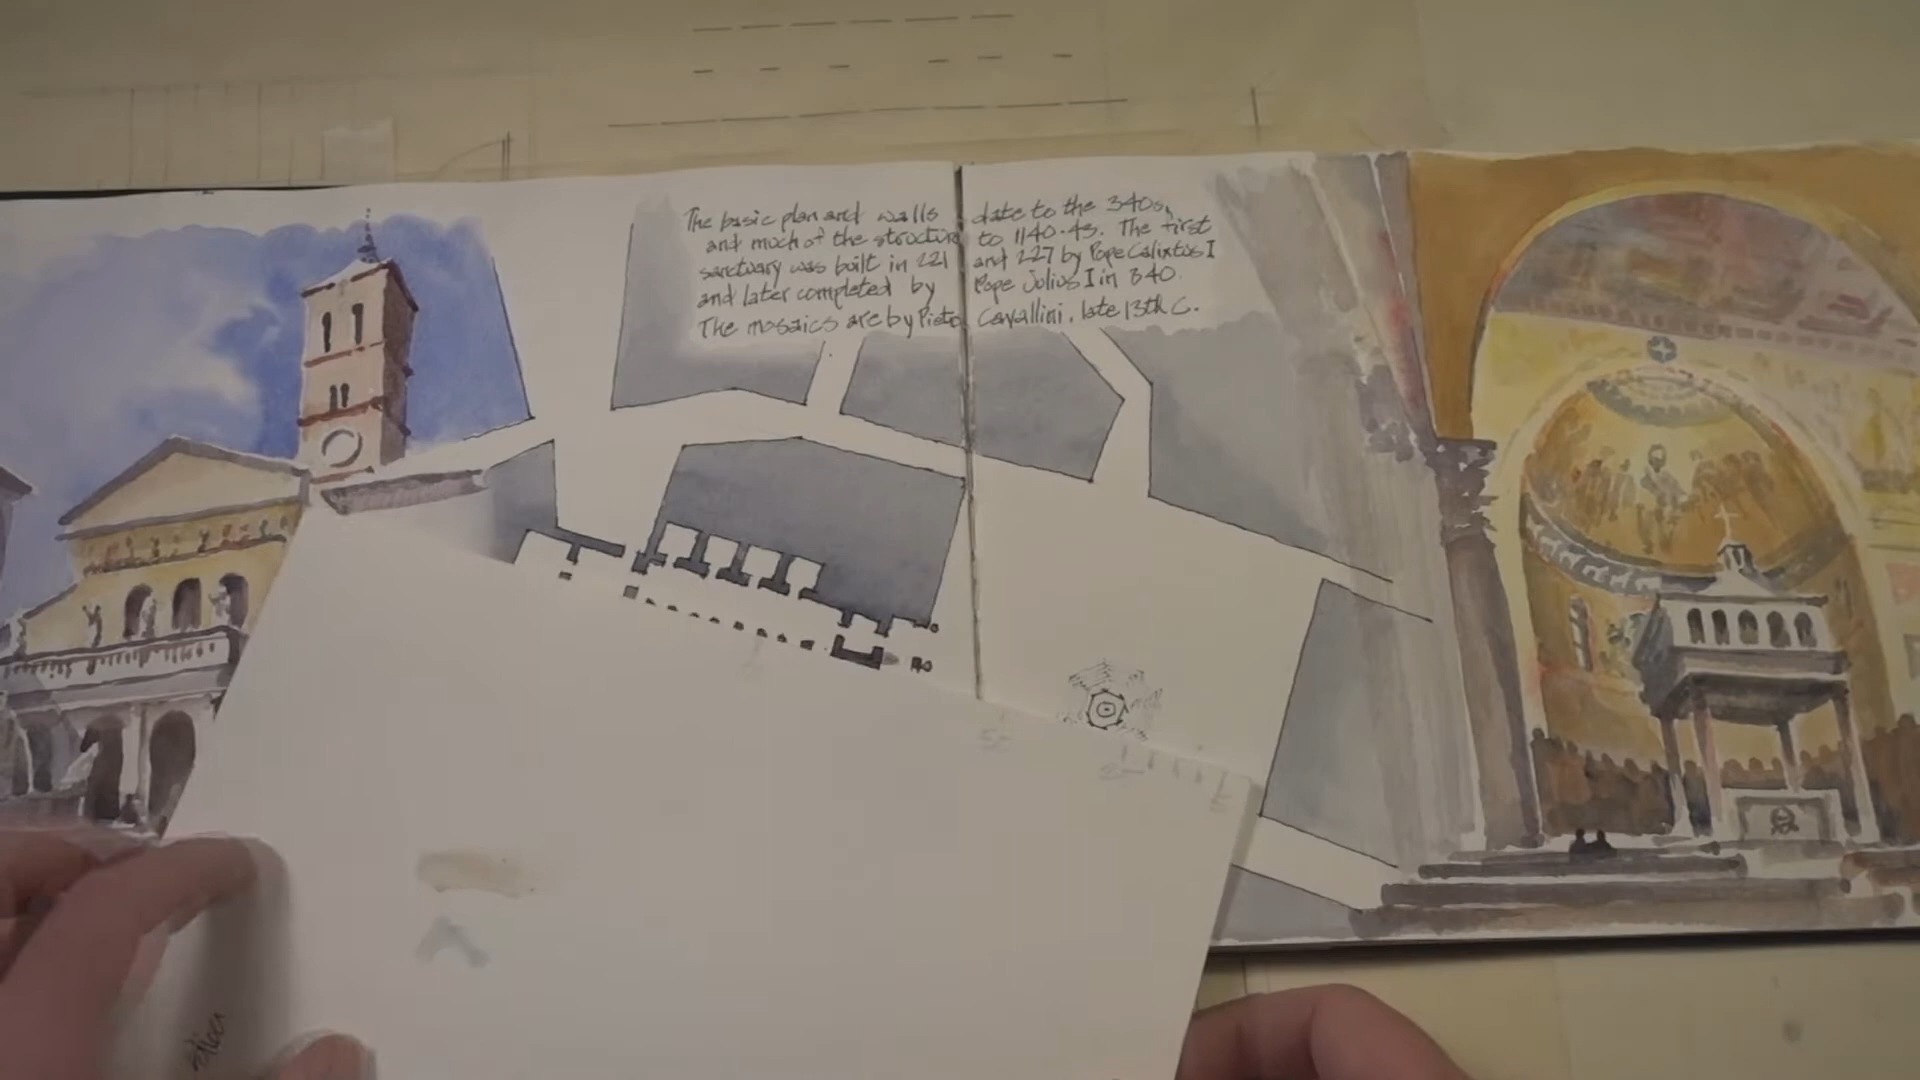 The basic plan and walls date to the 340s,
and much of the structure to 1140-43. The first
sanctuary was built in 221 and 227 by Pope Calixtus I
and later completed by Pope Julius I in 340.
The mosaics are by Pietro Cavallini, late 13th C.